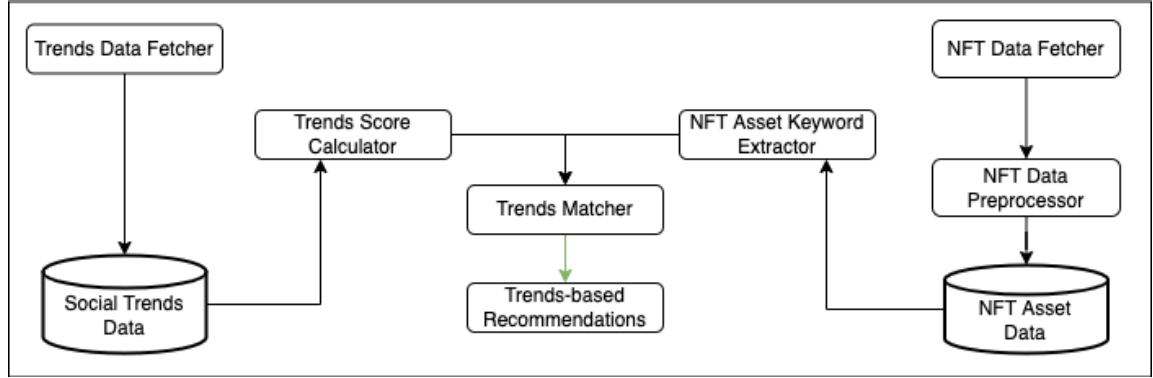 Trends Data Fetcher
NFT Data Fetcher
Trends Score
Calculator
NFT Asset Keyword
Extractor
NFT Data
Preprocessor
Trends Matcher
Social Trends
Data
Trends-based
Recommendations
NFT Asset
Data